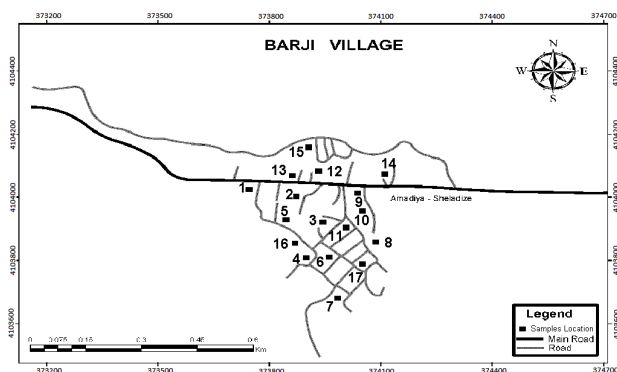 373200 373500 373800 374100 374400 374700
BARJI VILLAGE
N
W E
S
4104400 4104400
4104200 4104200
15
13 12 14
1 2
4104000 4104000
Amadiya - Sheladize
9
5 3 10
11
16 8
4 6
17
4103800 4103800
7
Legend
Samples Location
Main Road
Road
4103600 4103600
0 0.075 0.15 0.3 0.45 0.6
Km
373200 373500 373800 374100 374400 374700